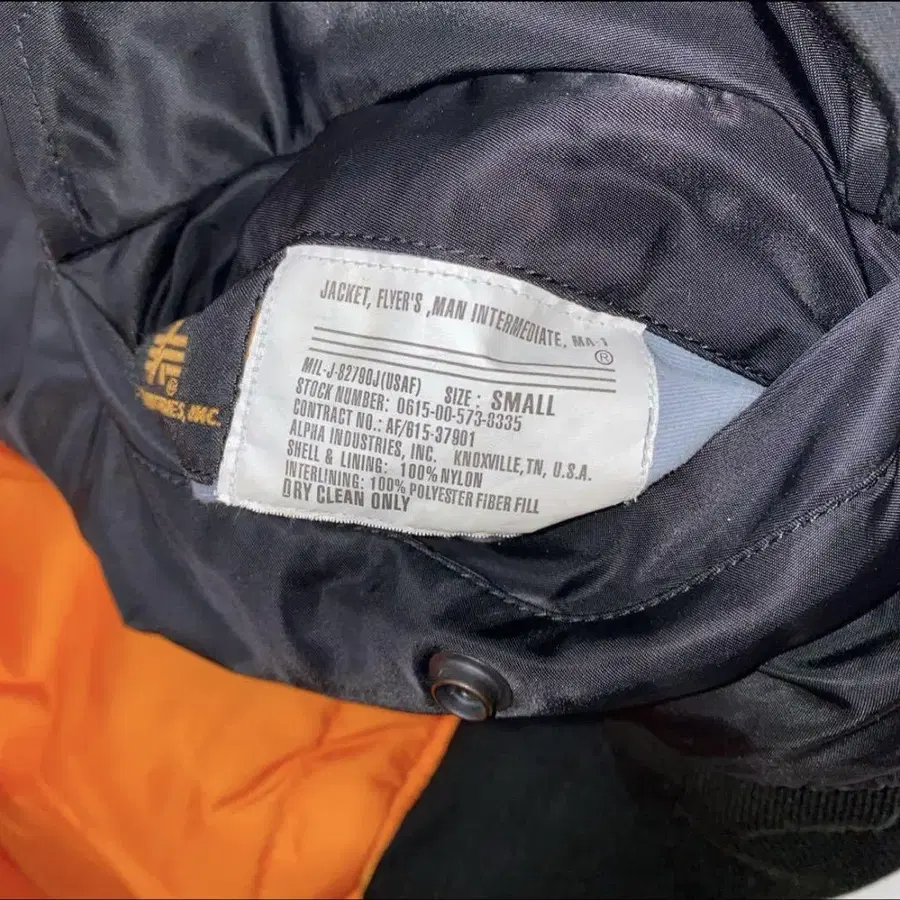 JACKET, FLYER'S ,MAN INTERMEDIATE, MA-1
®
MIL-J-82790J(USAF) SIZE: SMALL
STOCK NUMBER: 0615-00-573-8335
CONTRACT NO.: AF/615-37901
ALPHA INDUSTRIES, INC. KNOXVILLE, TN, U.S.A.
SHELL & LINING: 100% NYLON
INTERLINING: 100% POLYESTER FIBER FILL
DRY CLEAN ONLY
®
INC.